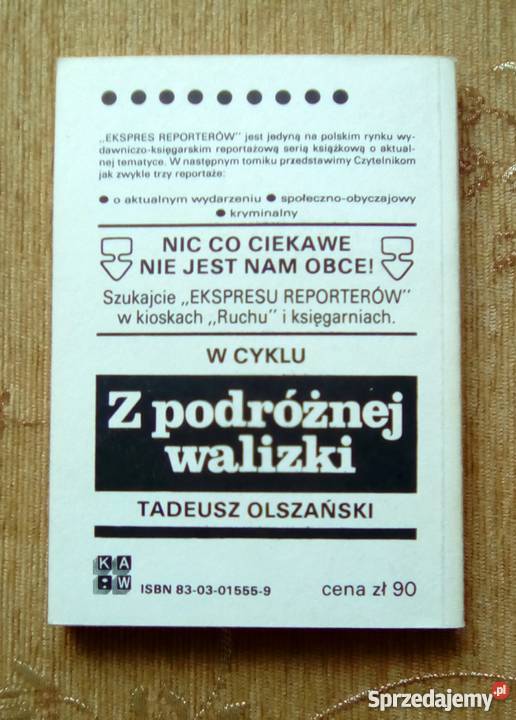 „EKSPRES REPORTERÓW” jest jedyną na polskim rynku wy-
dawniczo-księgarskim reportażową serią książkową o aktual-
nej tematyce. W następnym tomiku przedstawimy Czytelnikom
jak zwykle trzy reportaże:
● o aktualnym wydarzeniu ● społeczno-obyczajowy
● kryminalny
NIC CO CIEKAWE
NIE JEST NAM OBCE!
Szukajcie „EKSPRESU REPORTERÓW”
w kioskach „Ruchu” i księgarniach.
W CYKLU
Z podróżnej
walizki
TADEUSZ OLSZAŃSKI
KAW
ISBN 83-03-01555-9 cena zł 90
Sprzedajemy.pl